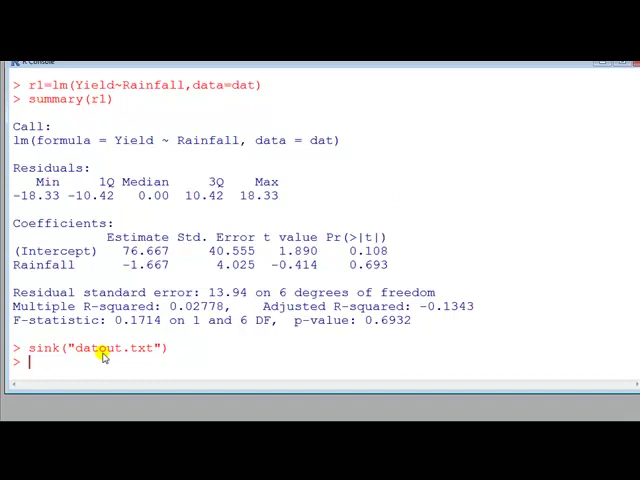 R Console
> r1=lm(Yield~Rainfall,data=dat)
> summary(r1)
Call:
lm(formula = Yield ~ Rainfall, data = dat)
Residuals:
Min 1Q Median 3Q Max
-18.33 -10.42 0.00 10.42 18.33
Coefficients:
Estimate Std. Error t value Pr(>|t|)
(Intercept) 76.667 40.555 1.890 0.108
Rainfall -1.667 4.025 -0.414 0.693
Residual standard error: 13.94 on 6 degrees of freedom
Multiple R-squared: 0.02778, Adjusted R-squared: -0.1343
F-statistic: 0.1714 on 1 and 6 DF, p-value: 0.6932
> sink("datout.txt")
>